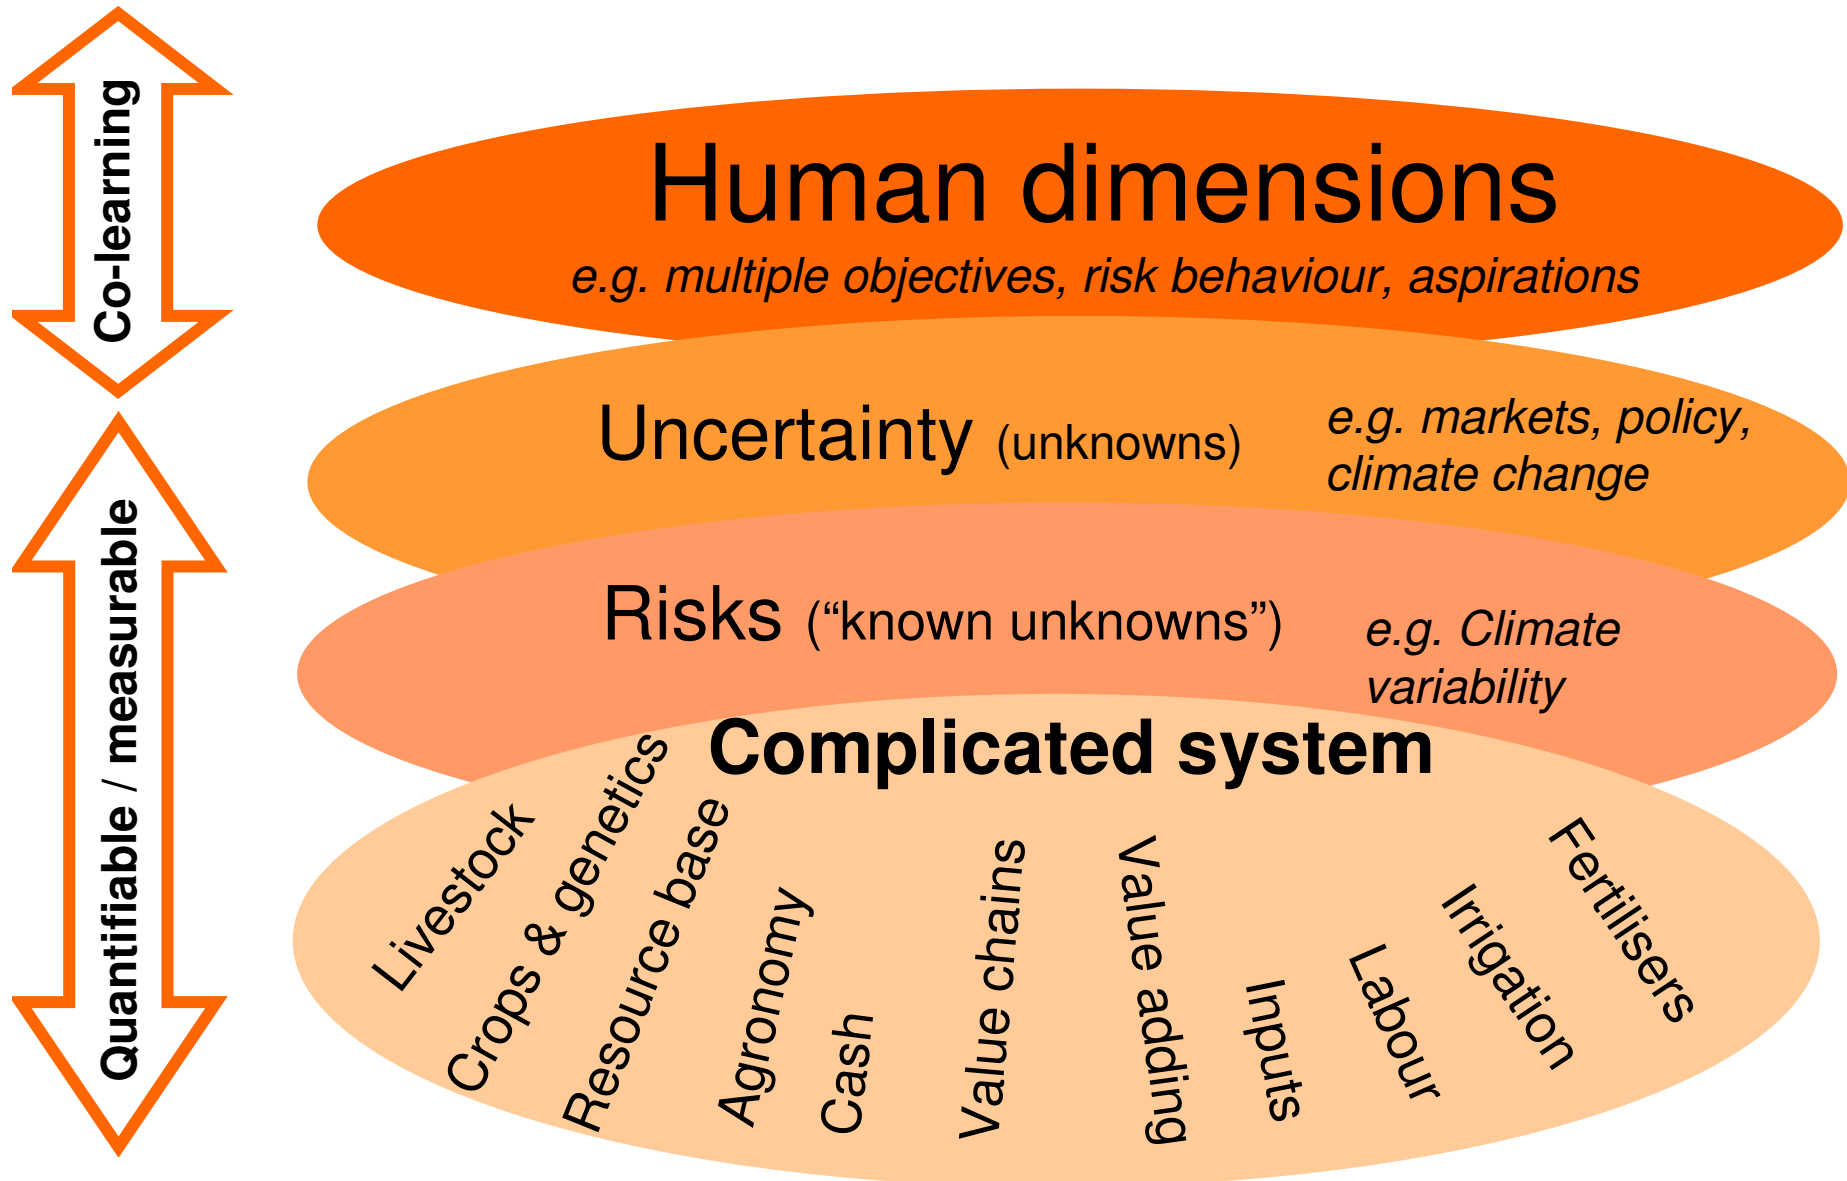 Co-learning
Quantifiable / measurable
Human dimensions
e.g. multiple objectives, risk behaviour, aspirations
Uncertainty (unknowns)
e.g. markets, policy,
climate change
Risks (“known unknowns”)
e.g. Climate
variability
Complicated system
Livestock
Crops & genetics
Resource base
Agronomy
Cash
Value chains
Value adding
Inputs
Labour
Irrigation
Fertilisers